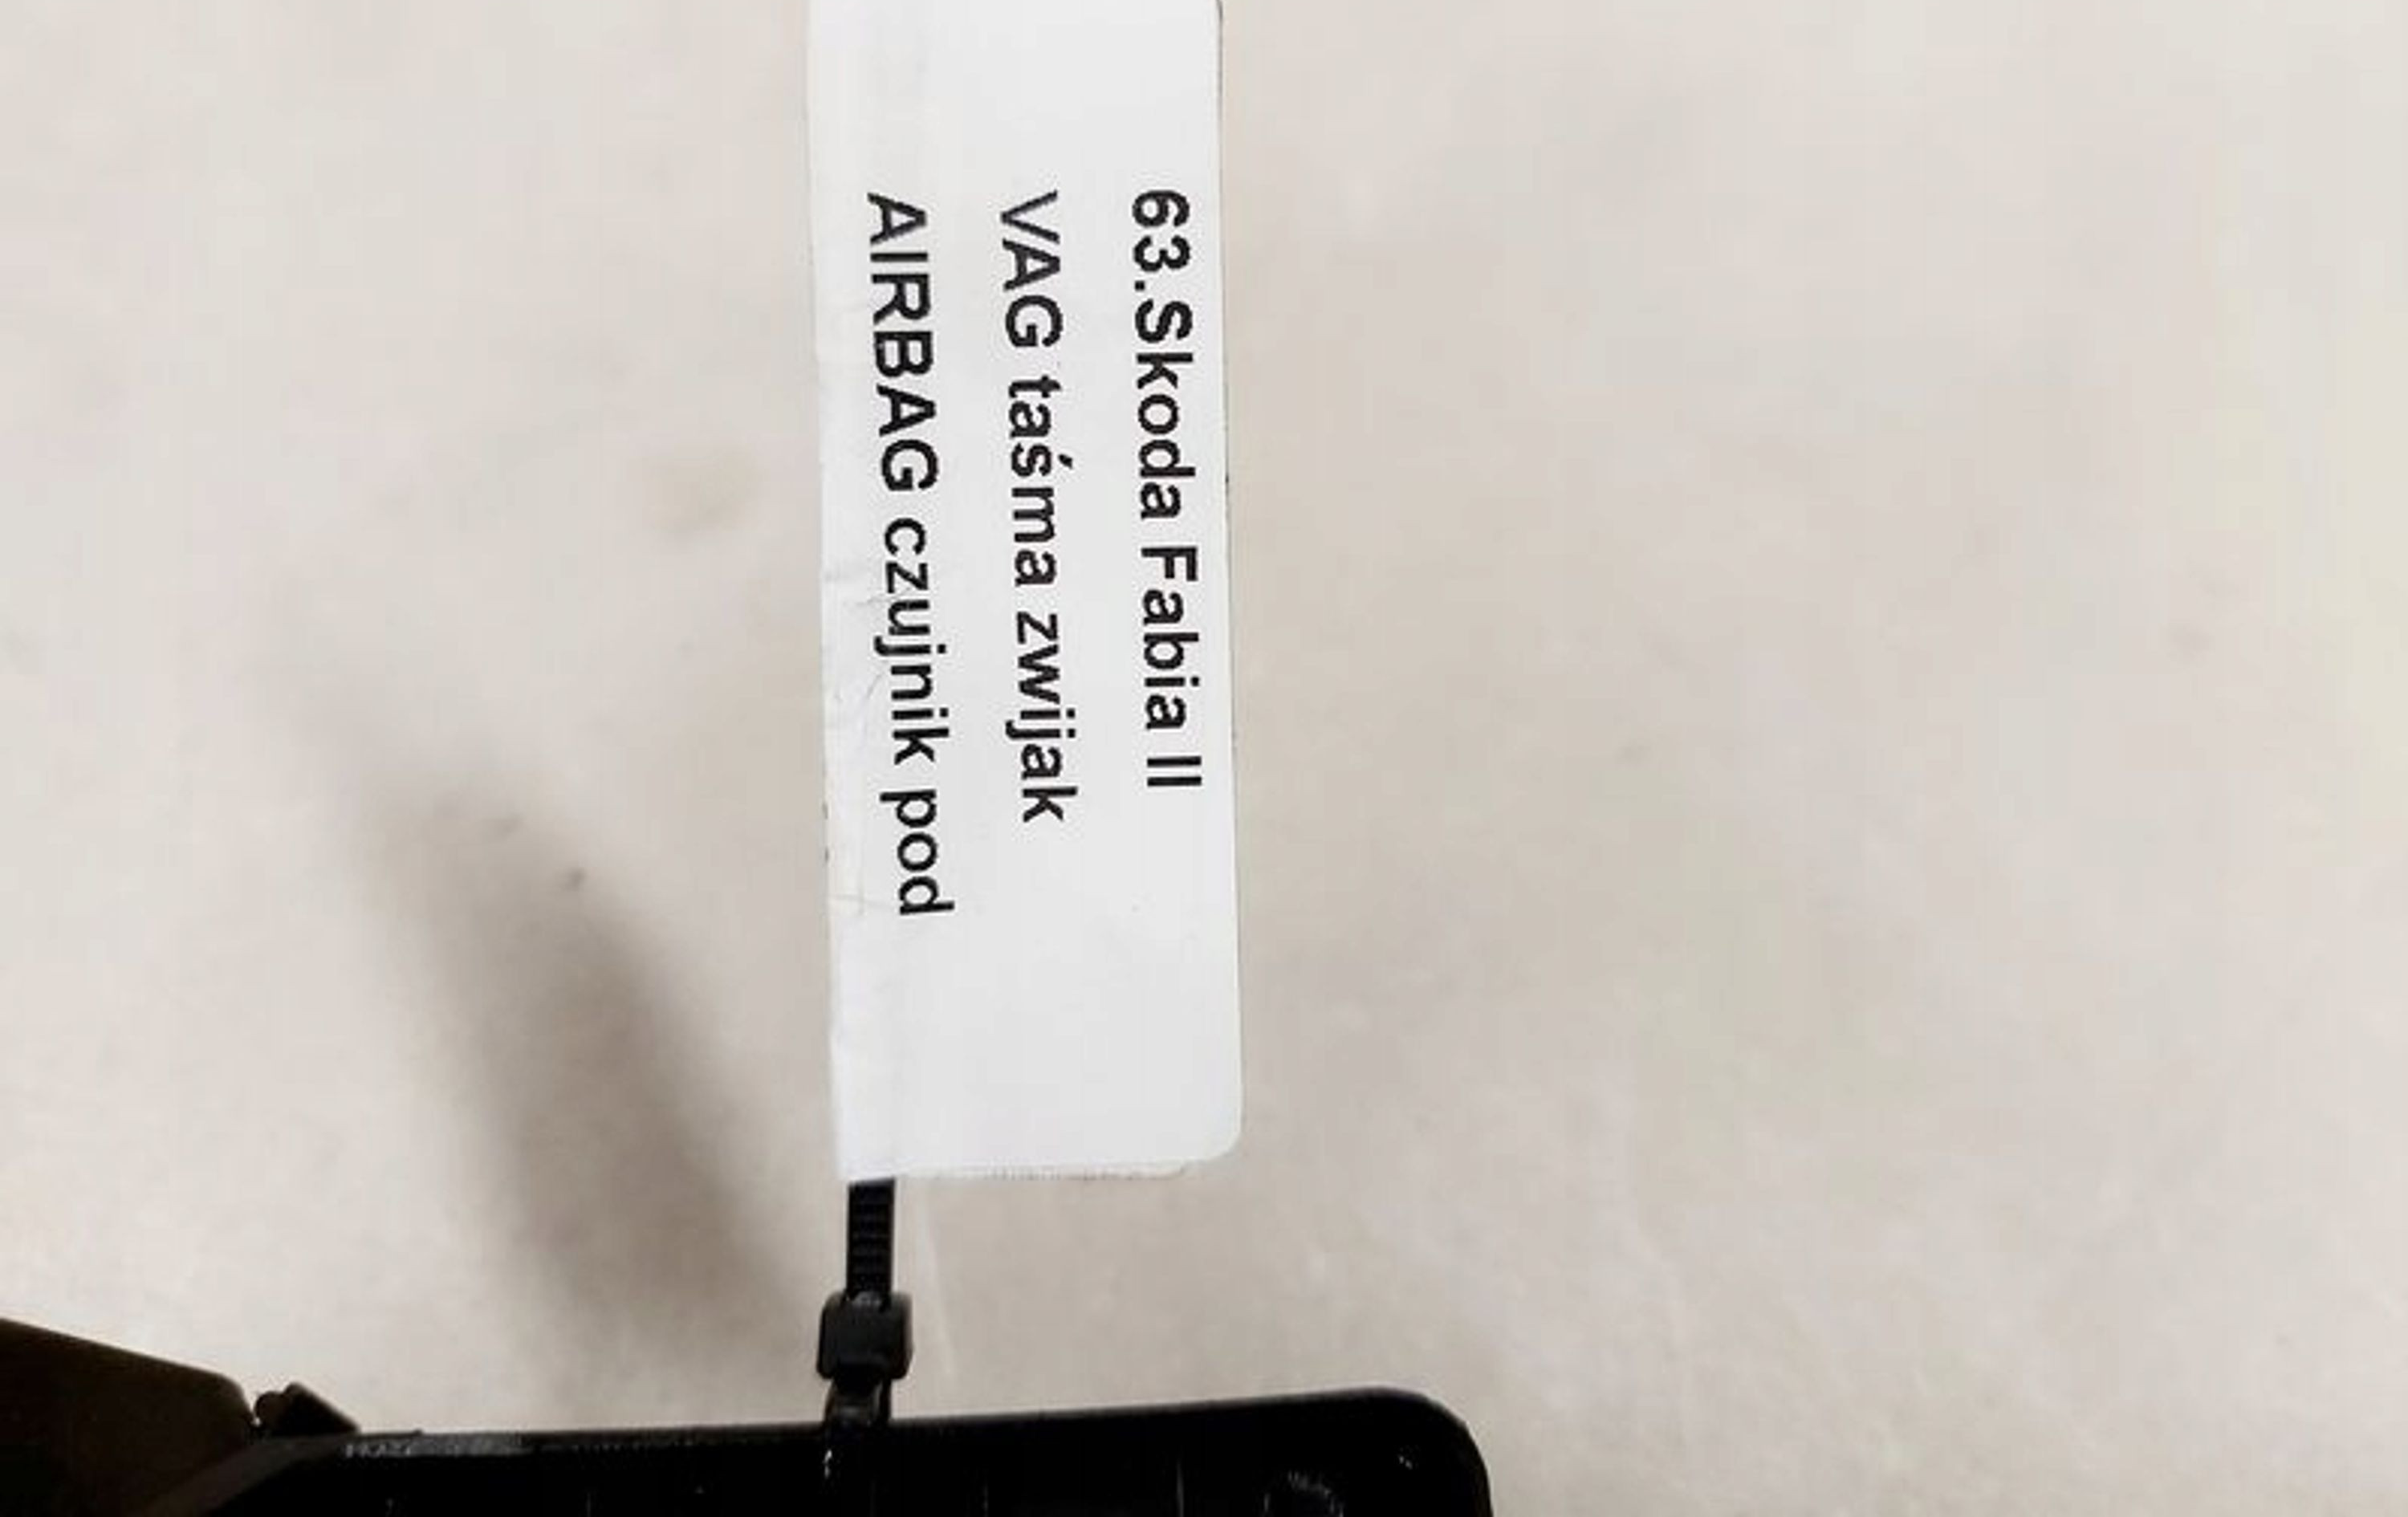 63.Skoda Fabia II
VAG taśma zwijak
AIRBAG czujnik pod